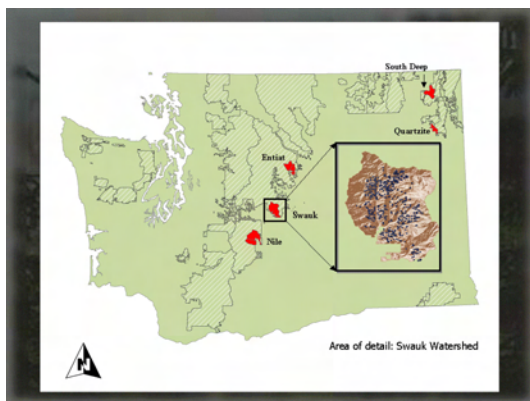 South Deep
Quartzite
Entiat
Swauk
Nile
Area of detail: Swauk Watershed
N